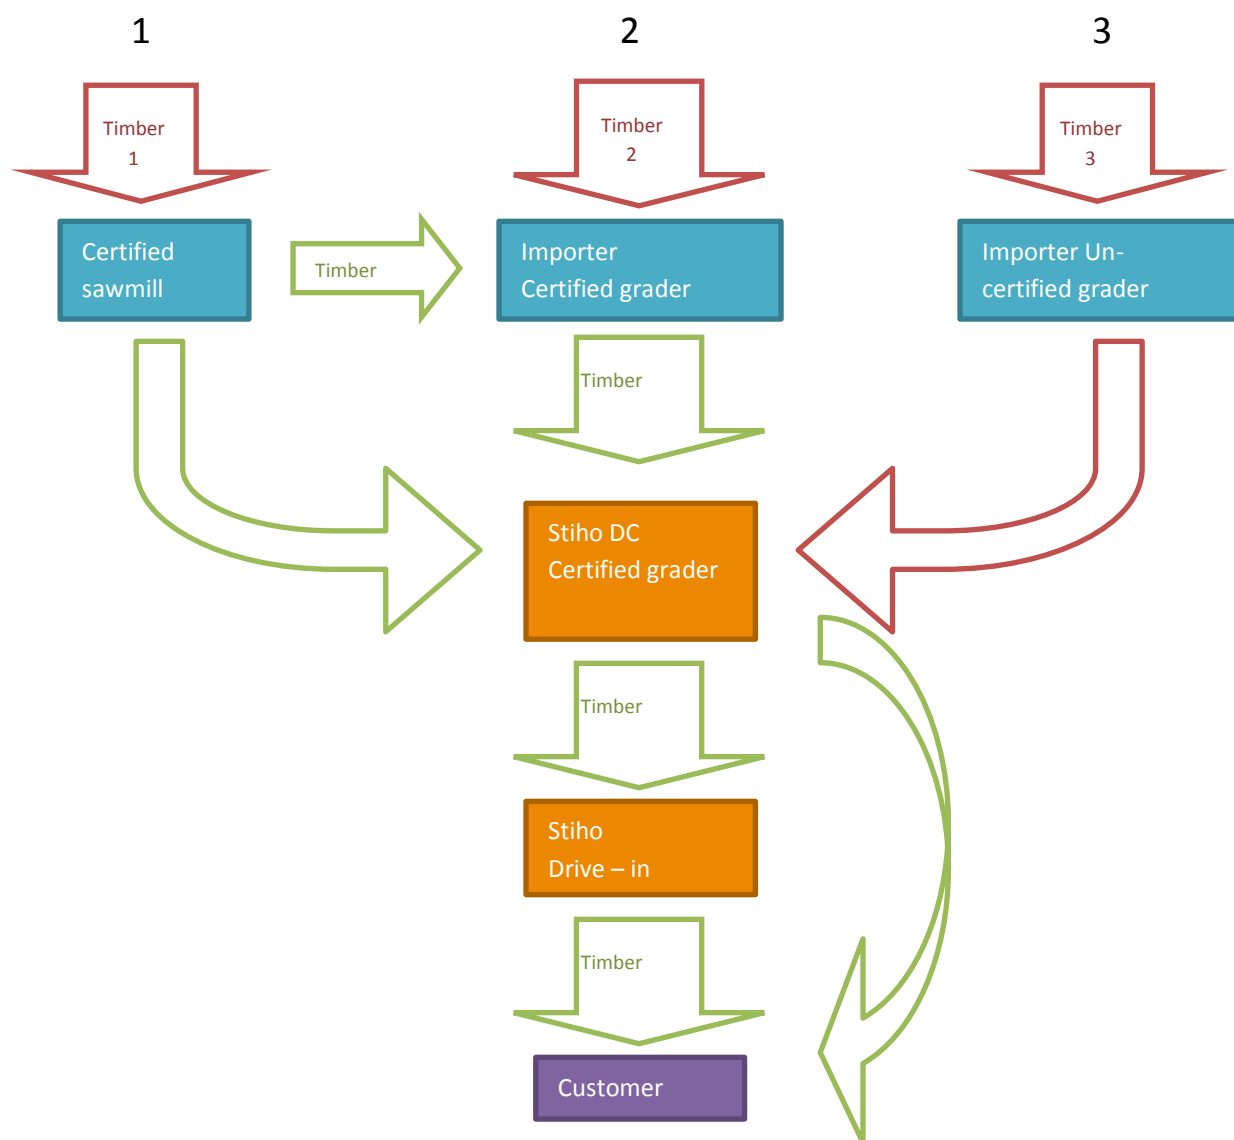 1
2
3
Timber
1
Timber
2
Timber
3
Certified
sawmill
Timber
Importer
Certified grader
Importer Un-
certified grader
Timber
Stiho DC
Certified grader
Timber
Stiho
Drive – in
Timber
Customer